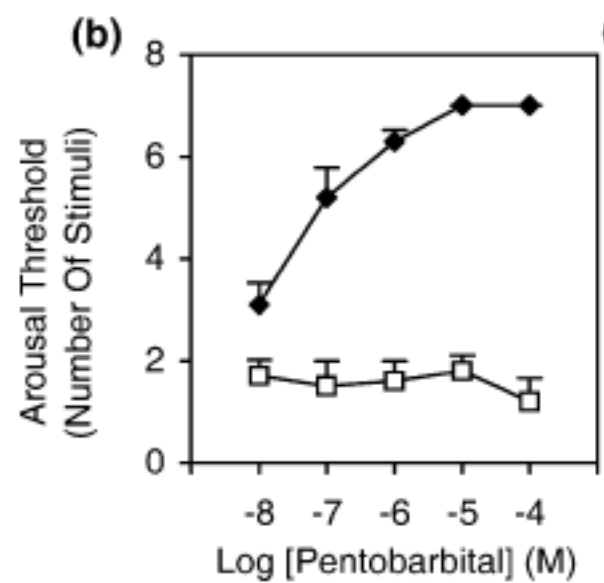 (b)
8
6
4
2
0
Arousal Threshold
(Number Of Stimuli)
-8 -7 -6 -5 -4
Log [Pentobarbital] (M)